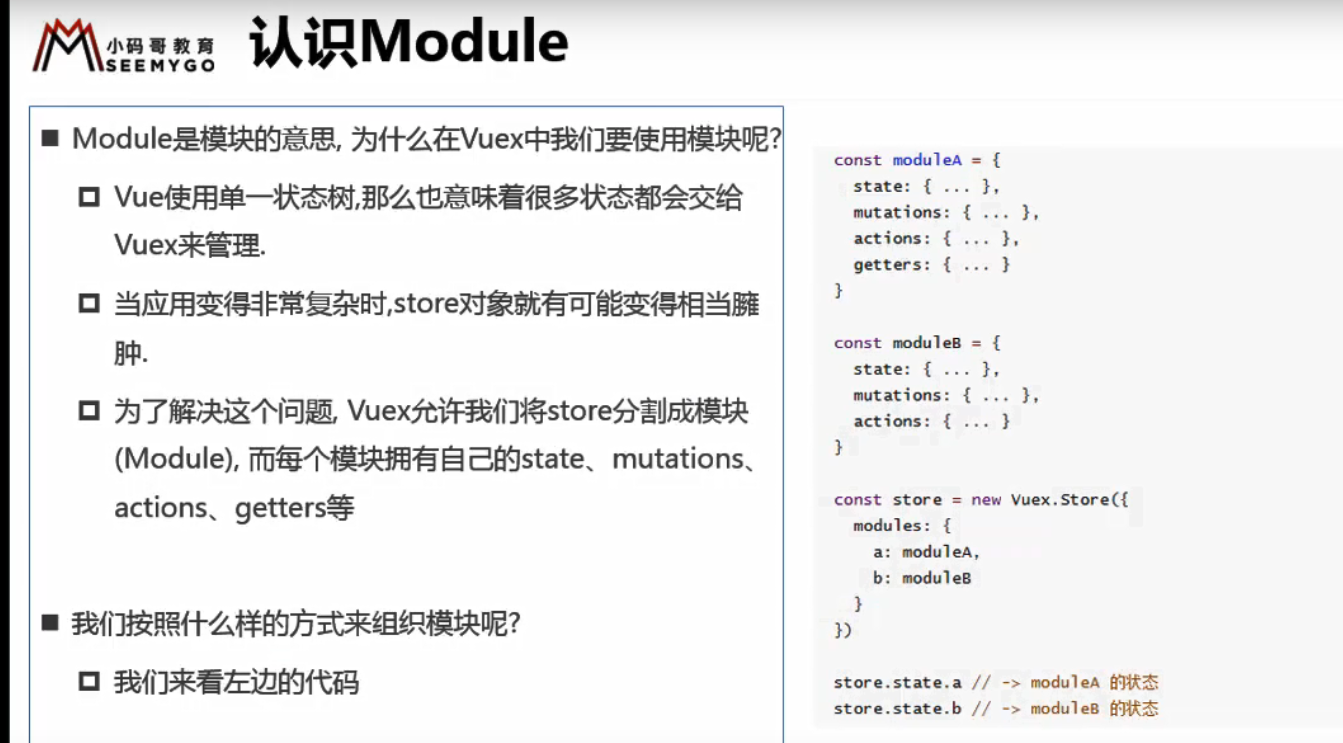 小码哥教育
SEEMYGO
认识Module
Module是模块的意思, 为什么在Vuex中我们要使用模块呢?
Vue使用单一状态树,那么也意味着很多状态都会交给
Vuex来管理.
当应用变得非常复杂时,store对象就有可能变得相当臃
肿.
为了解决这个问题, Vuex允许我们将store分割成模块
(Module), 而每个模块拥有自己的state、mutations、
actions、getters等
我们按照什么样的方式来组织模块呢?
我们来看左边的代码
const moduleA = {
  state: { ... },
  mutations: { ... },
  actions: { ... },
  getters: { ... }
}
const moduleB = {
  state: { ... },
  mutations: { ... },
  actions: { ... }
}
const store = new Vuex.Store({
  modules: {
    a: moduleA,
    b: moduleB
  }
})
store.state.a // -> moduleA 的状态
store.state.b // -> moduleB 的状态